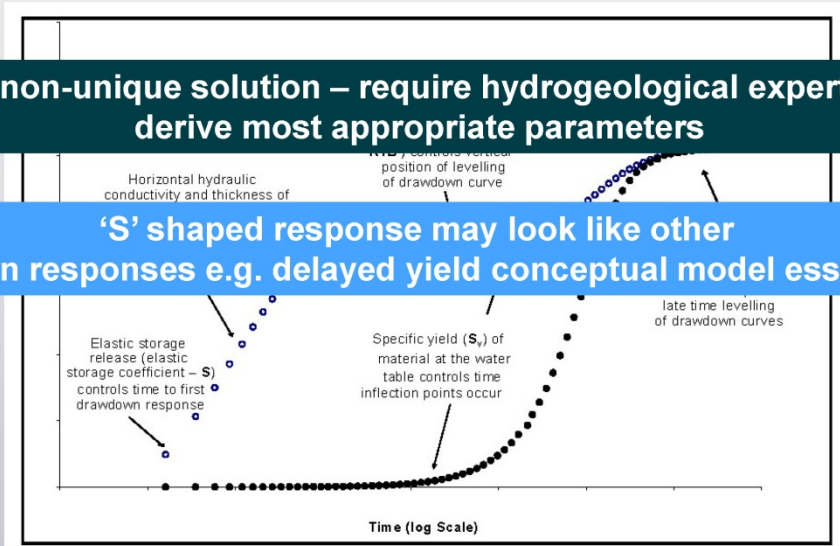 non-unique solution – require hydrogeological exper
derive most appropriate parameters
controls vertical
position of levelling
of drawdown curve
Horizontal hydraulic
conductivity and thickness of
‘S’ shaped response may look like other
n responses e.g. delayed yield conceptual model ess
late time levelling
of drawdown curves
Elastic storage
release (elastic
storage coefficient – S)
controls time to first
drawdown response
Specific yield (Sy) of
material at the water
table controls time
inflection points occur
Time (log Scale)